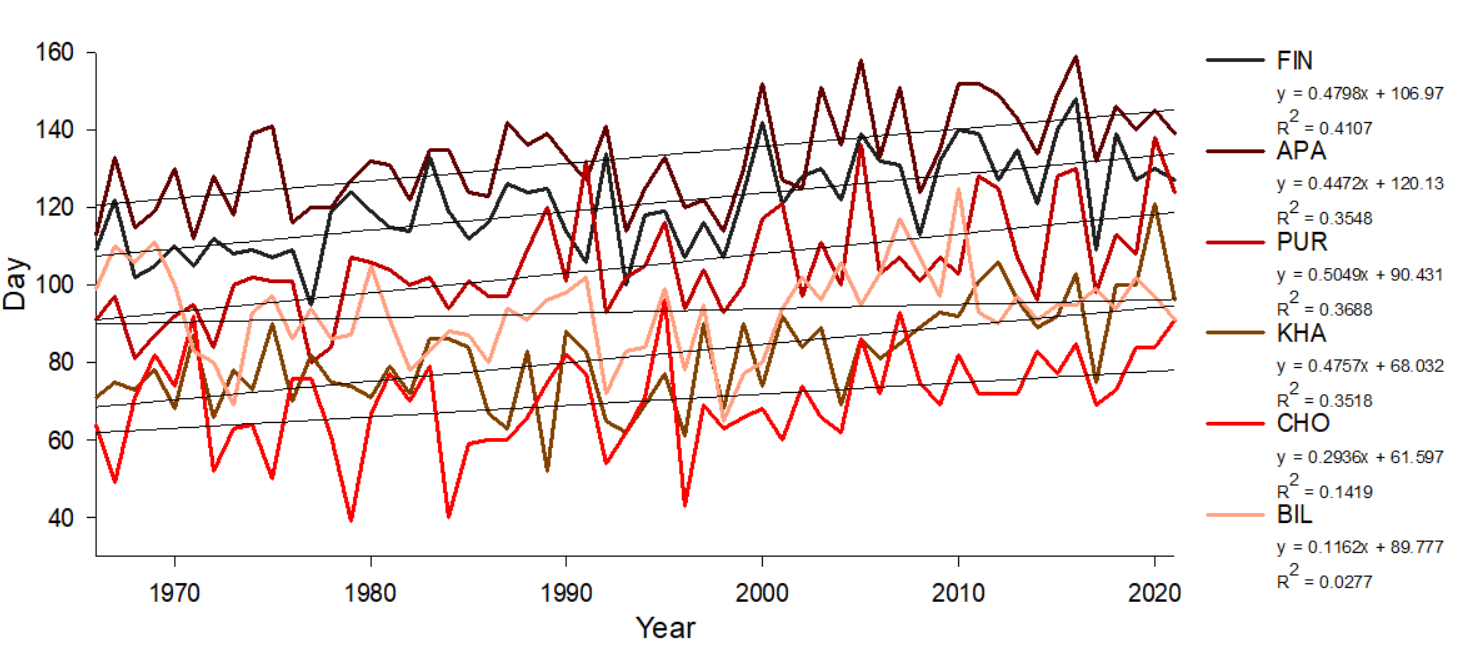 160
140
120
100
80
60
40
Day
1970
1980
1990
2000
2010
2020
Year
FIN
y = 0.4798x + 106.97
R2 = 0.4107
APA
y = 0.4472x + 120.13
R2 = 0.3548
PUR
y = 0.5049x + 90.431
R2 = 0.3688
KHA
y = 0.4757x + 68.032
R2 = 0.3518
CHO
y = 0.2936x + 61.597
R2 = 0.1419
BIL
y = 0.1162x + 89.777
R2 = 0.0277